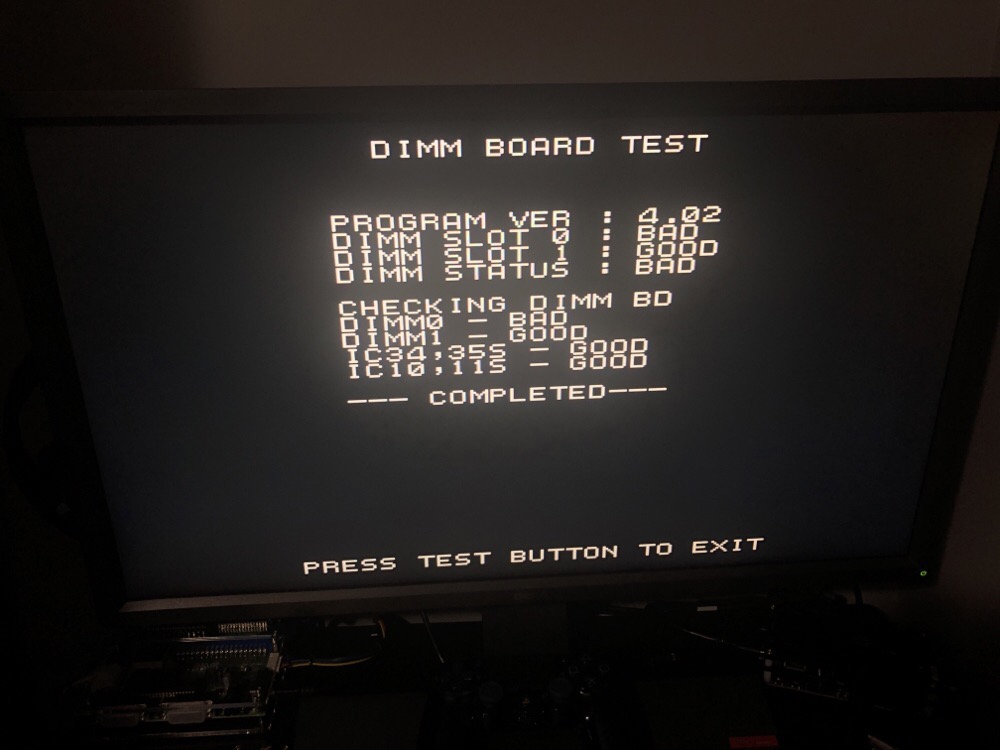 DIMM BOARD TEST
PROGRAM VER : 4.02
DIMM SLOT 0 : BAD
DIMM SLOT 1 : GOOD
DIMM STATUS : BAD
CHECKING DIMM BD
DIMM0 - BAD
DIMM1 - GOOD
IC34,35S - GOOD
IC10,11S - GOOD
--- COMPLETED---
PRESS TEST BUTTON TO EXIT